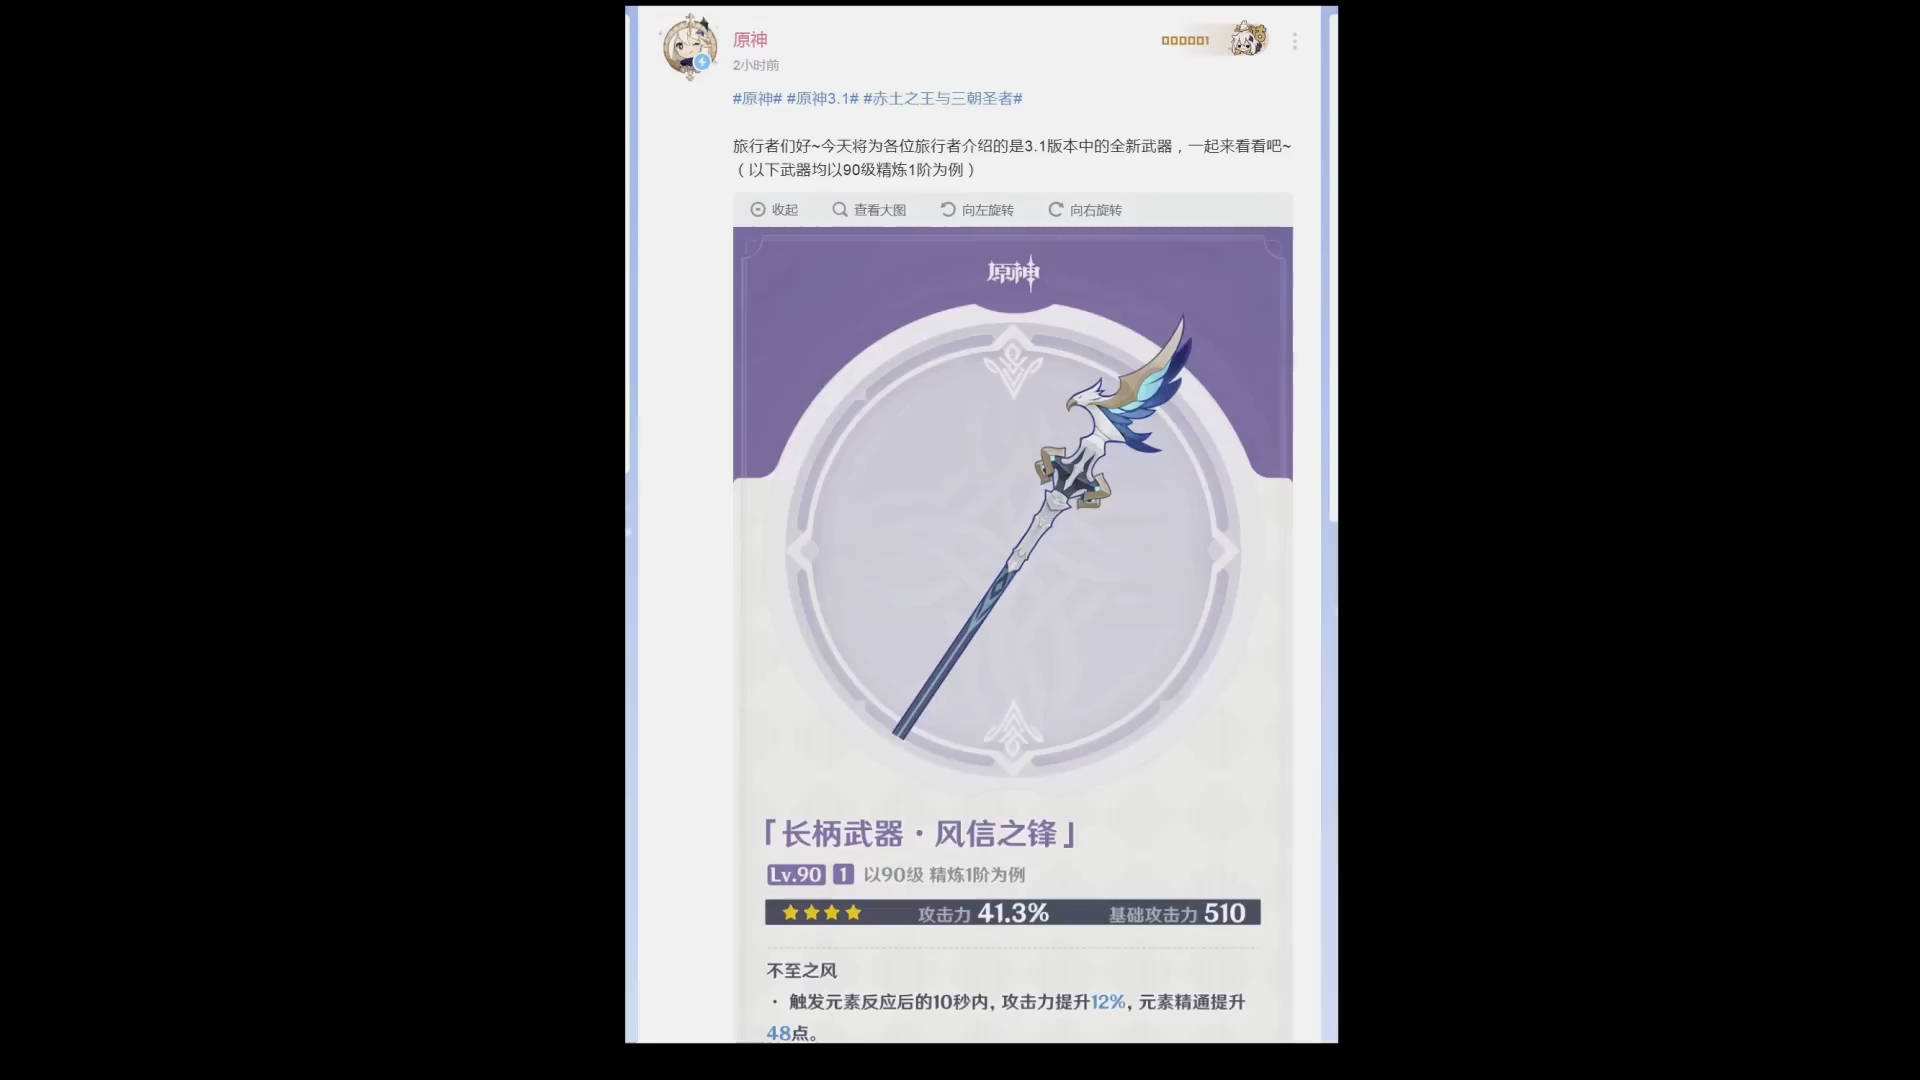 原神
000001
2小时前
#原神# #原神3.1# #赤土之王与三朝圣者#
旅行者们好~今天将为各位旅行者介绍的是3.1版本中的全新武器，一起来看看吧~
（以下武器均以90级精炼1阶为例）
收起 查看大图 向左旋转 向右旋转
原神
「长柄武器·风信之锋」
Lv.90 1 以90级 精炼1阶为例
攻击力 41.3% 基础攻击力 510
不至之风
· 触发元素反应后的10秒内，攻击力提升12%，元素精通提升
48点。